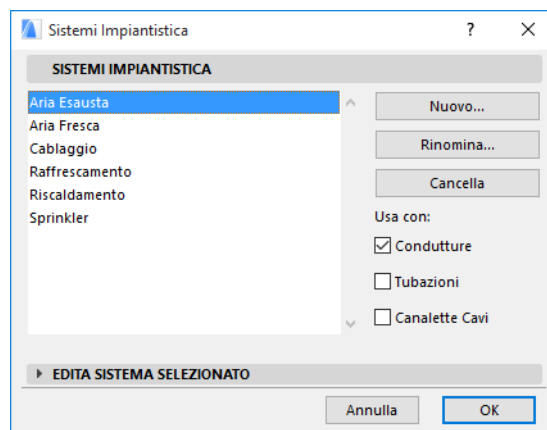 Sistemi Impiantistica
?
SISTEMI IMPIANTISTICA
Aria Esausta
Aria Fresca
Cablaggio
Raffrescamento
Riscaldamento
Sprinkler
Nuovo...
Rinomina...
Cancella
Usa con:
Condutture
Tubazioni
Canalette Cavi
EDITA SISTEMA SELEZIONATO
Annulla
OK